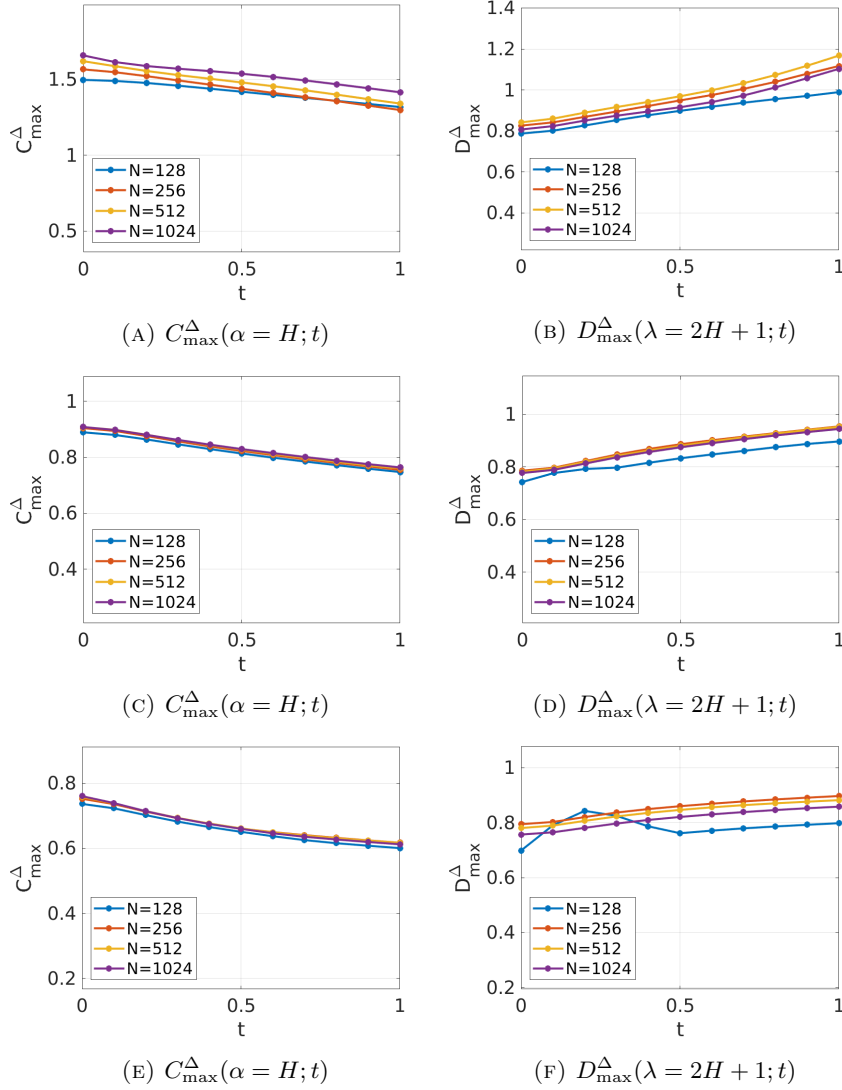 1.5
1
0.5
C^Δ_max
N=128
N=256
N=512
N=1024
0 0.5 1
t
(A) C^Δ_max(α = H; t)
1.4
1.2
1
0.8
0.6
0.4
D^Δ_max
N=128
N=256
N=512
N=1024
0 0.5 1
t
(B) D^Δ_max(λ = 2H + 1; t)
1
0.8
0.6
0.4
C^Δ_max
N=128
N=256
N=512
N=1024
0 0.5 1
t
(C) C^Δ_max(α = H; t)
1
0.8
0.6
0.4
D^Δ_max
N=128
N=256
N=512
N=1024
0 0.5 1
t
(D) D^Δ_max(λ = 2H + 1; t)
0.8
0.6
0.4
0.2
C^Δ_max
N=128
N=256
N=512
N=1024
0 0.5 1
t
(E) C^Δ_max(α = H; t)
1
0.8
0.6
0.4
0.2
D^Δ_max
N=128
N=256
N=512
N=1024
0 0.5 1
t
(F) D^Δ_max(λ = 2H + 1; t)